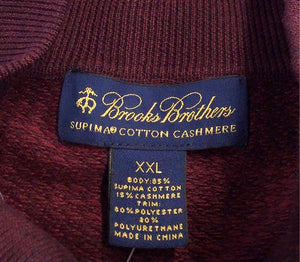 Brooks Brothers
SUPIMA® COTTON CASHMERE
XXL
BODY: 85%
SUPIMA COTTON
15% CASHMERE
TRIM:
80% POLYESTER
20%
POLYURETHANE
MADE IN CHINA